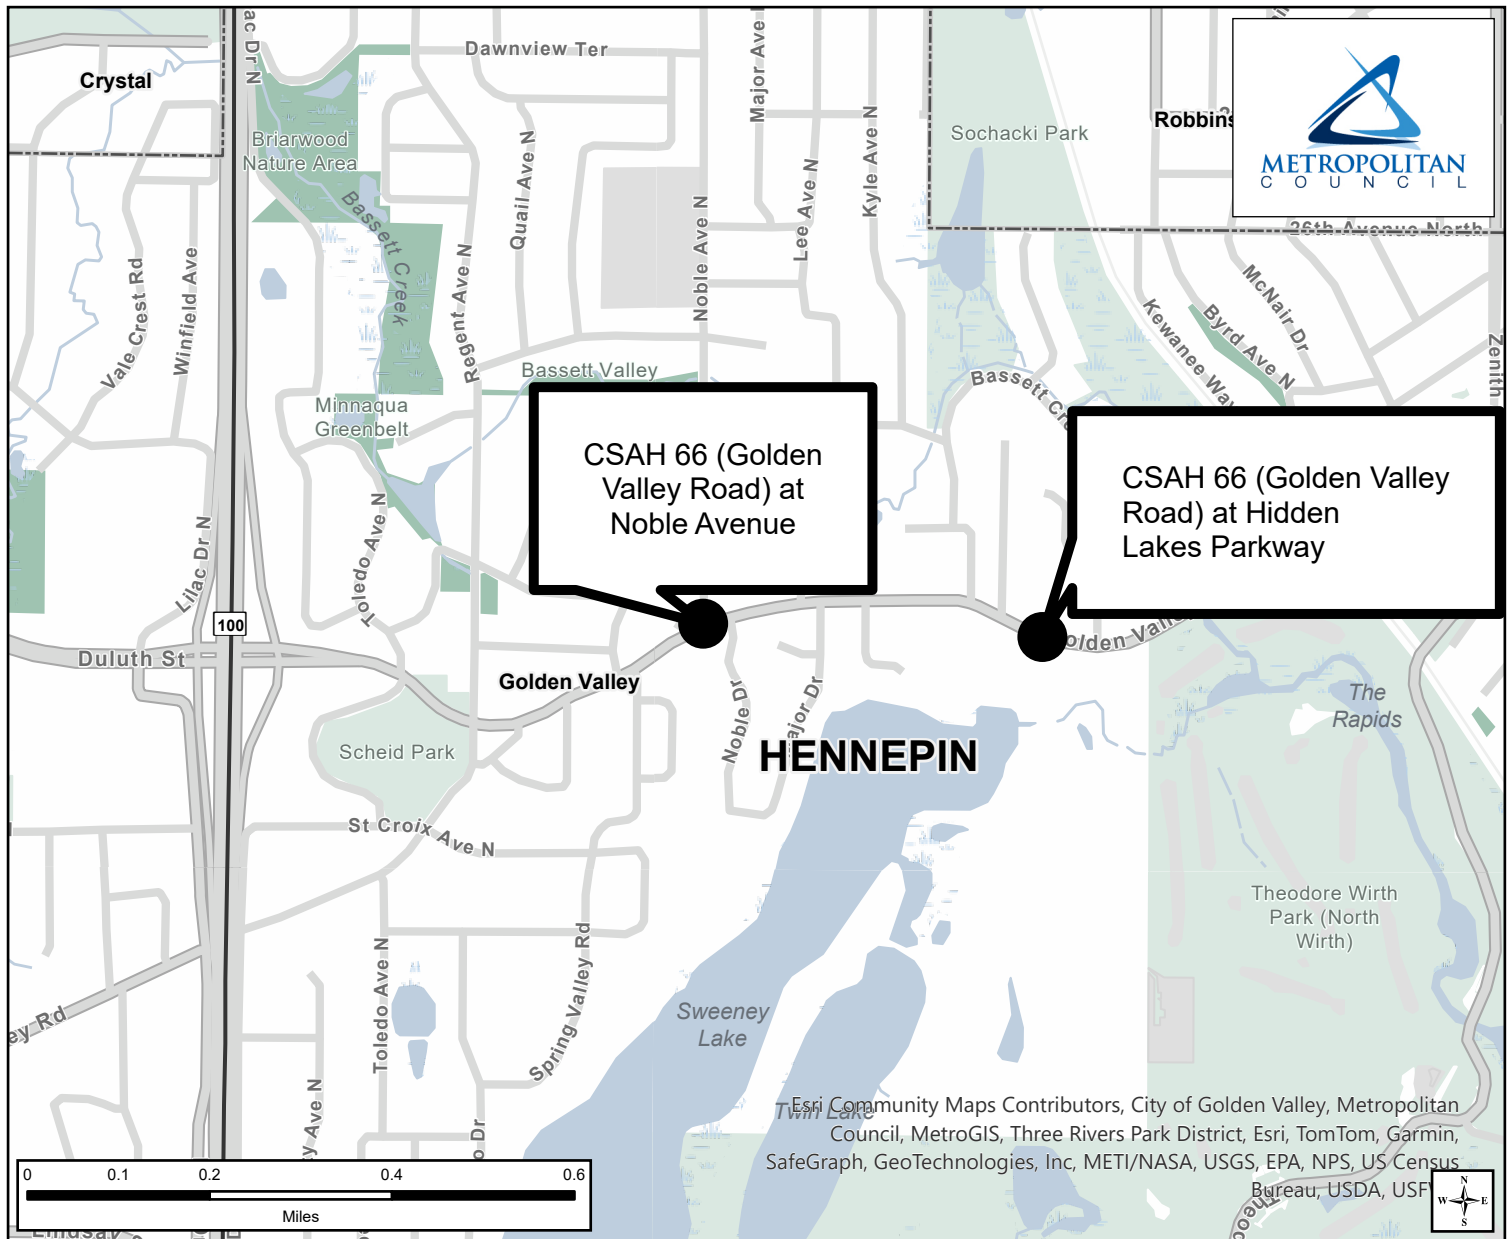 Dawnview Ter
Crystal
Major Ave
Robbins
METROPOLITAN
COUNCIL
Briarwood
Nature Area
Sochacki Park
Quail Ave N
Lee Ave N
Kyle Ave N
Bassett Creek
Noble Ave N
Regent Ave N
26th Avenue North
Vale Crest Rd
Winfield Ave
McNair Dr
Byrd Ave N
Kewanee Way
Zenith
Bassett Valley
Bassett
Minnaqua
Greenbelt
CSAH 66 (Golden
Valley Road) at
Noble Avenue
CSAH 66 (Golden Valley
Road) at Hidden
Lakes Parkway
Toledo Ave N
Lilac Dr N
100
Duluth St
Golden Valley
Noble Dr
The
Rapids
Scheid Park
HENNEPIN
St Croix Ave N
Theodore Wirth
Park (North
Wirth)
Toledo Ave N
Spring Valley Rd
Sweeney
Lake
Twin Lake
Esri Community Maps Contributors, City of Golden Valley, Metropolitan
Council, MetroGIS, Three Rivers Park District, Esri, TomTom, Garmin,
SafeGraph, GeoTechnologies, Inc, METI/NASA, USGS, EPA, NPS, US Census
Bureau, USDA,
0 0.1 0.2 0.4 0.6
Miles
N
W E
S